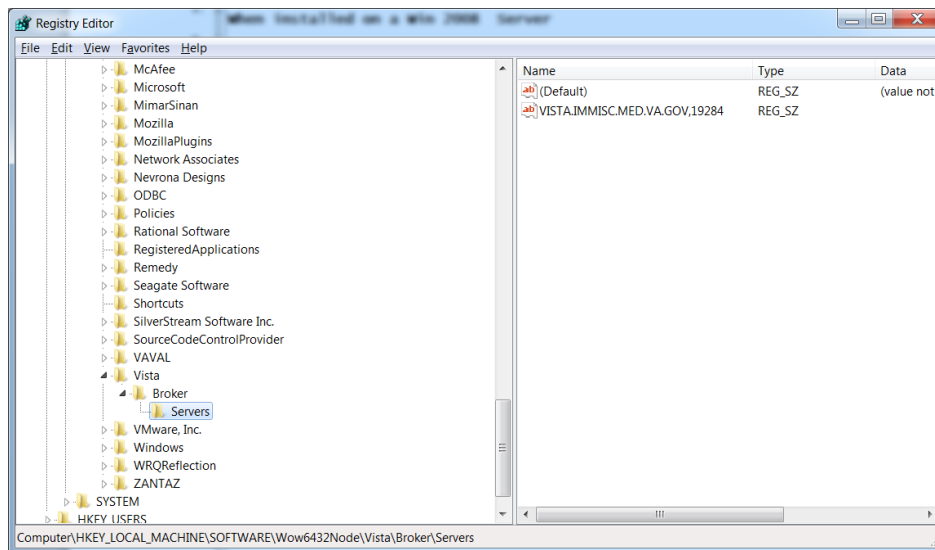 When installed on a Win 2008 Server
Registry Editor
File Edit View Favorites Help
McAfee
Microsoft
MimarSinan
Mozilla
MozillaPlugins
Network Associates
Nevrona Designs
ODBC
Policies
Rational Software
RegisteredApplications
Remedy
Seagate Software
Shortcuts
SilverStream Software Inc.
SourceCodeControlProvider
VAVAL
Vista
Broker
Servers
VMware, Inc.
Windows
WRQReflection
ZANTAZ
SYSTEM
HKEY_USERS
Name Type Data
ab (Default) REG_SZ (value not
ab VISTA.IMMISC.MED.VA.GOV,19284 REG_SZ
Computer\HKEY_LOCAL_MACHINE\SOFTWARE\Wow6432Node\Vista\Broker\Servers